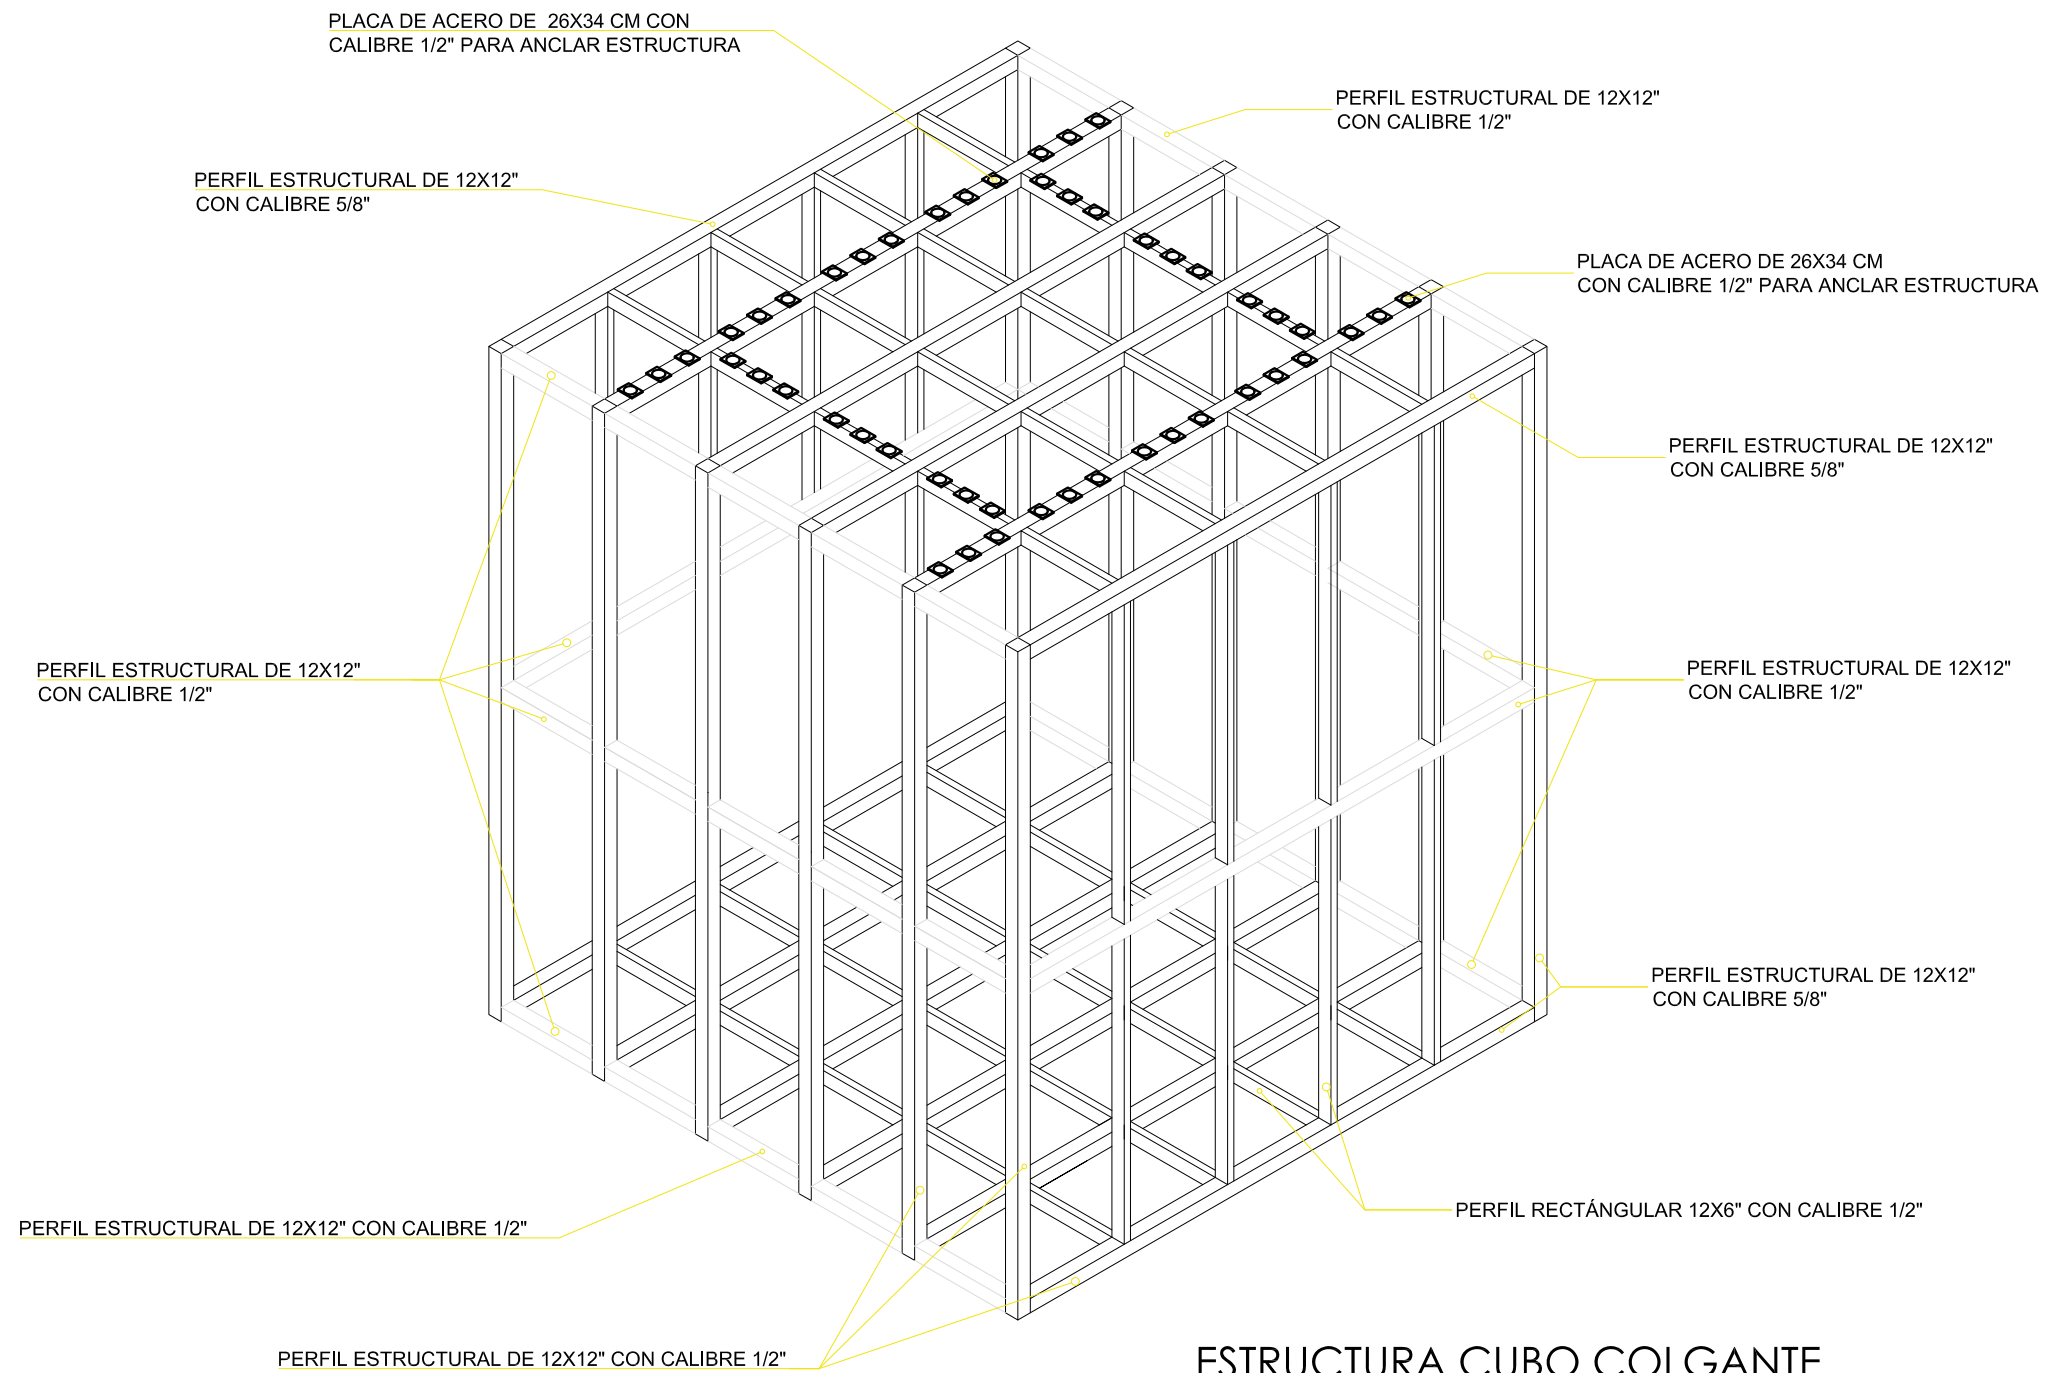 PLACA DE ACERO DE  26X34 CM CON
CALIBRE 1/2" PARA ANCLAR ESTRUCTURA
PERFIL ESTRUCTURAL DE 12X12"
CON CALIBRE 1/2"
PERFIL ESTRUCTURAL DE 12X12"
CON CALIBRE 5/8"
PLACA DE ACERO DE 26X34 CM
CON CALIBRE 1/2" PARA ANCLAR ESTRUCTURA
PERFIL ESTRUCTURAL DE 12X12"
CON CALIBRE 5/8"
PERFIL ESTRUCTURAL DE 12X12"
CON CALIBRE 1/2"
PERFIL ESTRUCTURAL DE 12X12"
CON CALIBRE 1/2"
PERFIL ESTRUCTURAL DE 12X12"
CON CALIBRE 5/8"
PERFIL RECTÁNGULAR 12X6" CON CALIBRE 1/2"
PERFIL ESTRUCTURAL DE 12X12" CON CALIBRE 1/2"
PERFIL ESTRUCTURAL DE 12X12" CON CALIBRE 1/2"
ESTRUCTURA CUBO COLGANTE